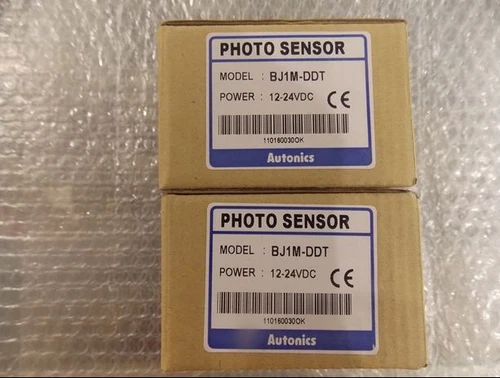 PHOTO SENSOR
MODEL : BJ1M-DDT
POWER : 12-24VDC CE
110160030OK
Autonics
PHOTO SENSOR
MODEL : BJ1M-DDT
POWER : 12-24VDC CE
110160030OK
Autonics